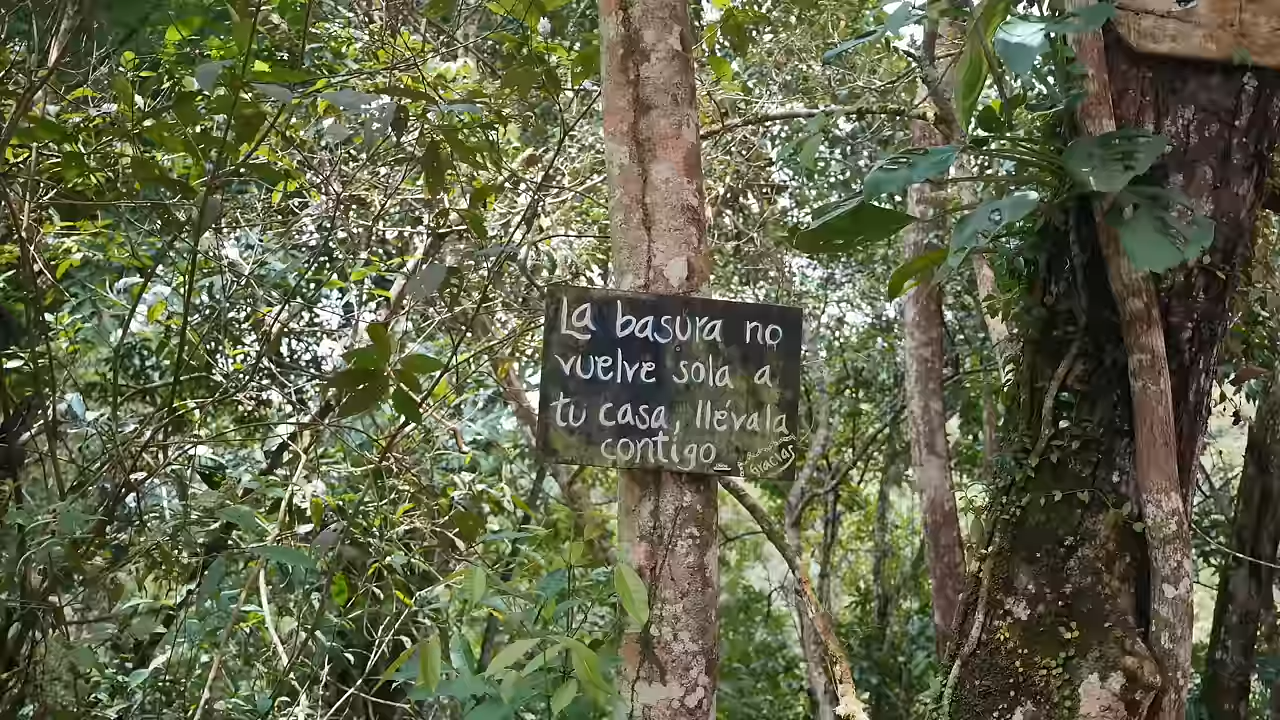 La basura no
vuelve sola a
tu casa, llévala
contigo
Gracias